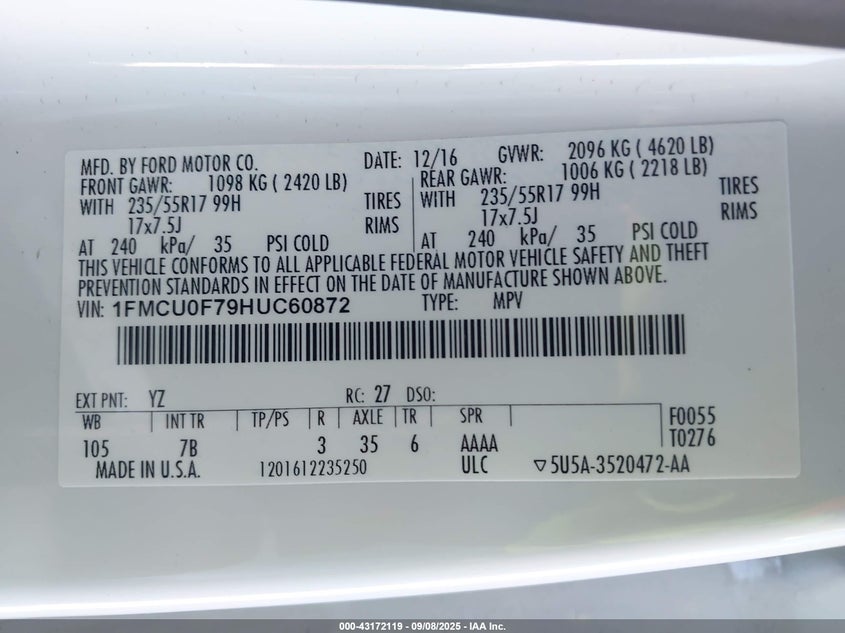 MFD. BY FORD MOTOR CO. DATE: 12/16 GVWR: 2096 KG ( 4620 LB)
FRONT GAWR: 1098 KG ( 2420 LB) REAR GAWR: 1006 KG ( 2218 LB)
WITH 235/55R17 99H TIRES WITH 235/55R17 99H TIRES
17x7.5J RIMS 17x7.5J RIMS
AT 240 kPa/ 35 PSI COLD AT 240 kPa/ 35 PSI COLD
THIS VEHICLE CONFORMS TO ALL APPLICABLE FEDERAL MOTOR VEHICLE SAFETY AND THEFT
PREVENTION STANDARDS IN EFFECT ON THE DATE OF MANUFACTURE SHOWN ABOVE.
VIN: 1FMCU0F79HUC60872 TYPE: MPV
EXT PNT: YZ RC: 27 DSO:
WB INT TR TP/PS R AXLE TR SPR F0055
105 7B 3 35 6 AAAA T0276
MADE IN U.S.A. 1201612235250 ULC ▽5U5A-3520472-AA
000-43172119 - 09/08/2025 - IAA Inc.